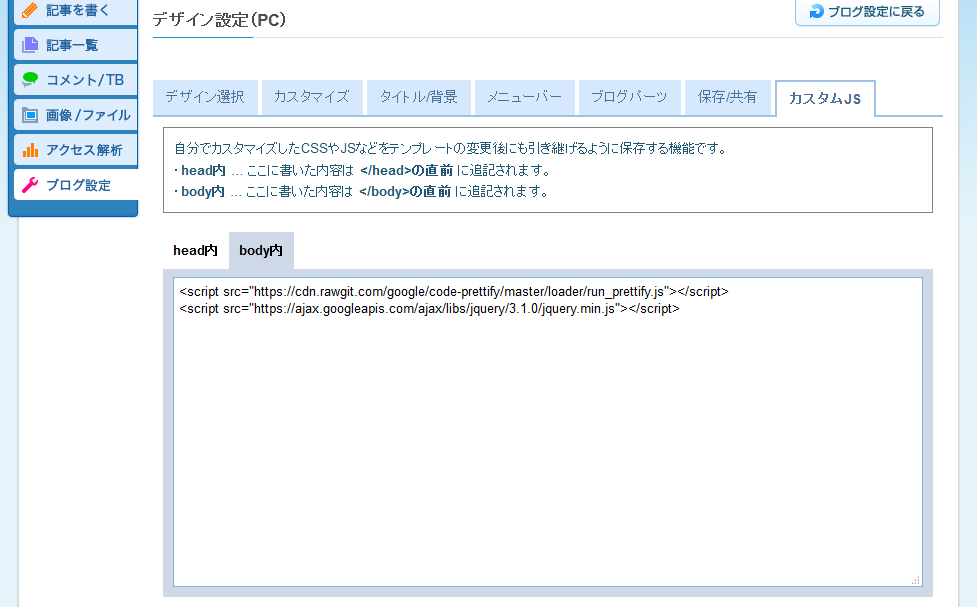 記事を書く
記事一覧
コメント/TB
画像/ファイル
アクセス解析
ブログ設定
デザイン設定(PC)
ブログ設定に戻る
デザイン選択 カスタマイズ タイトル/背景 メニューバー ブログパーツ 保存/共有 カスタムJS
自分でカスタマイズしたCSSやJSなどをテンプレートの変更後にも引き継げるように保存する機能です。
・head内 … ここに書いた内容は </head>の直前 に追記されます。
・body内 … ここに書いた内容は </body>の直前 に追記されます。
head内 body内
<script src="https://cdn.rawgit.com/google/code-prettify/master/loader/run_prettify.js"></script>
<script src="https://ajax.googleapis.com/ajax/libs/jquery/3.1.0/jquery.min.js"></script>